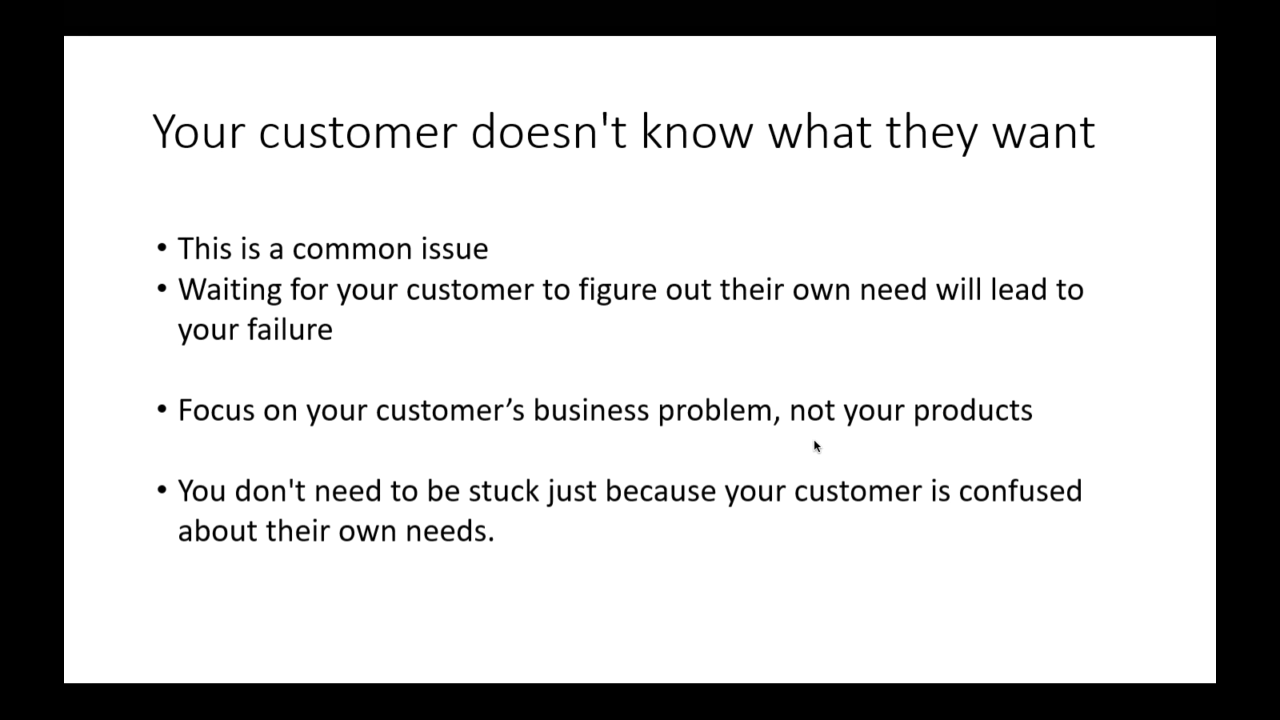 Your customer doesn't know what they want
• This is a common issue
• Waiting for your customer to figure out their own need will lead to
your failure
• Focus on your customer’s business problem, not your products
• You don't need to be stuck just because your customer is confused
about their own needs.